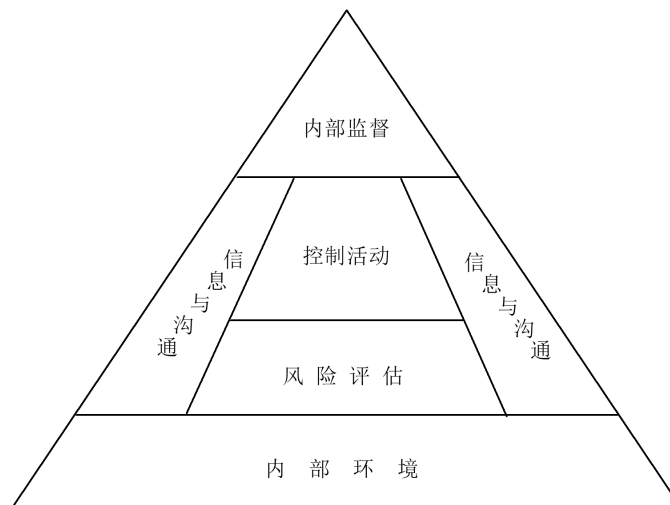 内部监督
控制活动
信息与沟通
信息与沟通
风险评估
内部环境